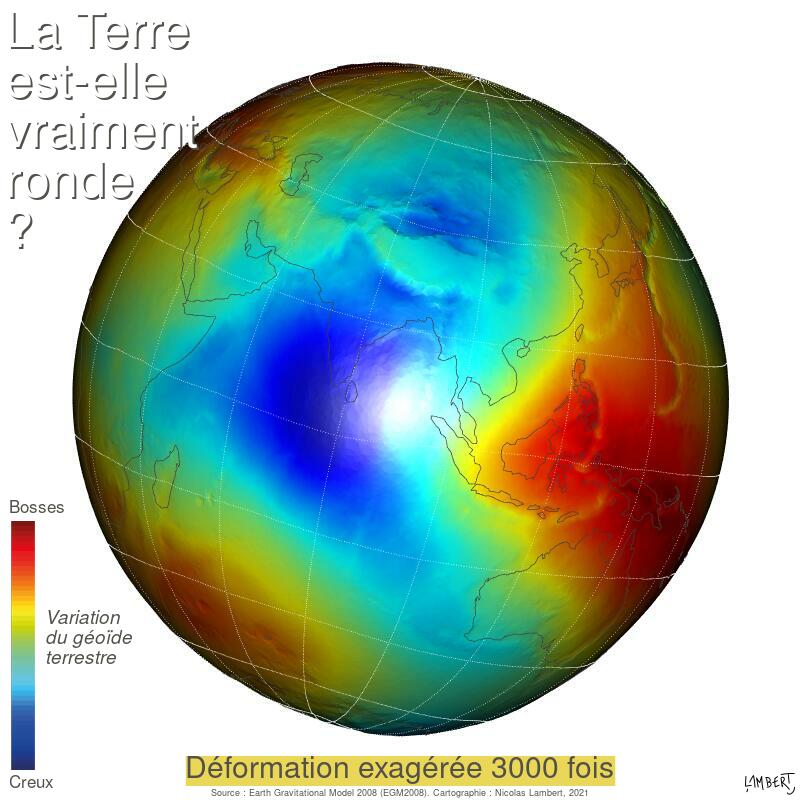 La Terre
est-elle
vraiment
ronde
?
Bosses
Variation
du géoïde
terrestre
Creux
Déformation exagérée 3000 fois
Source : Earth Gravitational Model 2008 (EGM2008). Cartographie : Nicolas Lambert, 2021
LAMBERT